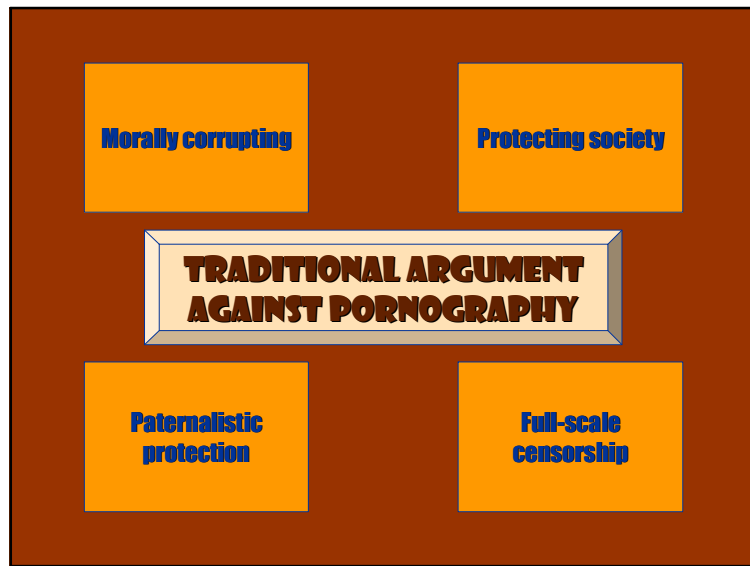 Morally corrupting
Protecting society
TRADITIONAL ARGUMENT
AGAINST PORNOGRAPHY
Paternalistic
protection
Full-scale
censorship